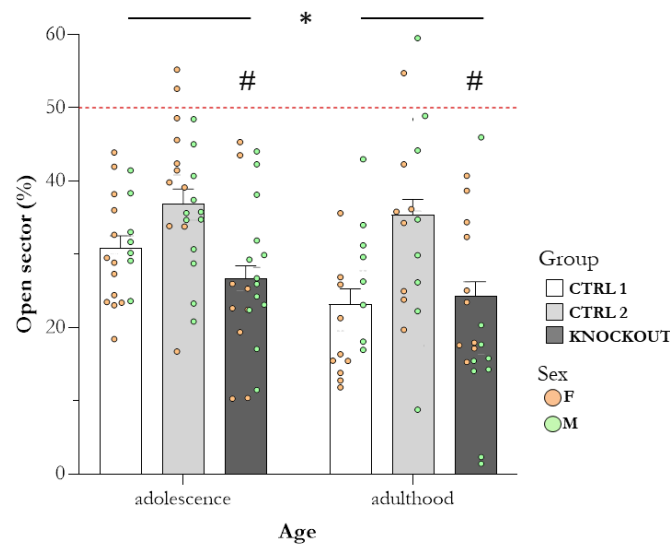 *
60
# #
50
40
20
0
Open sector (%)
adolescence adulthood
Age
Group
CTRL 1
CTRL 2
KNOCKOUT
Sex
F
M